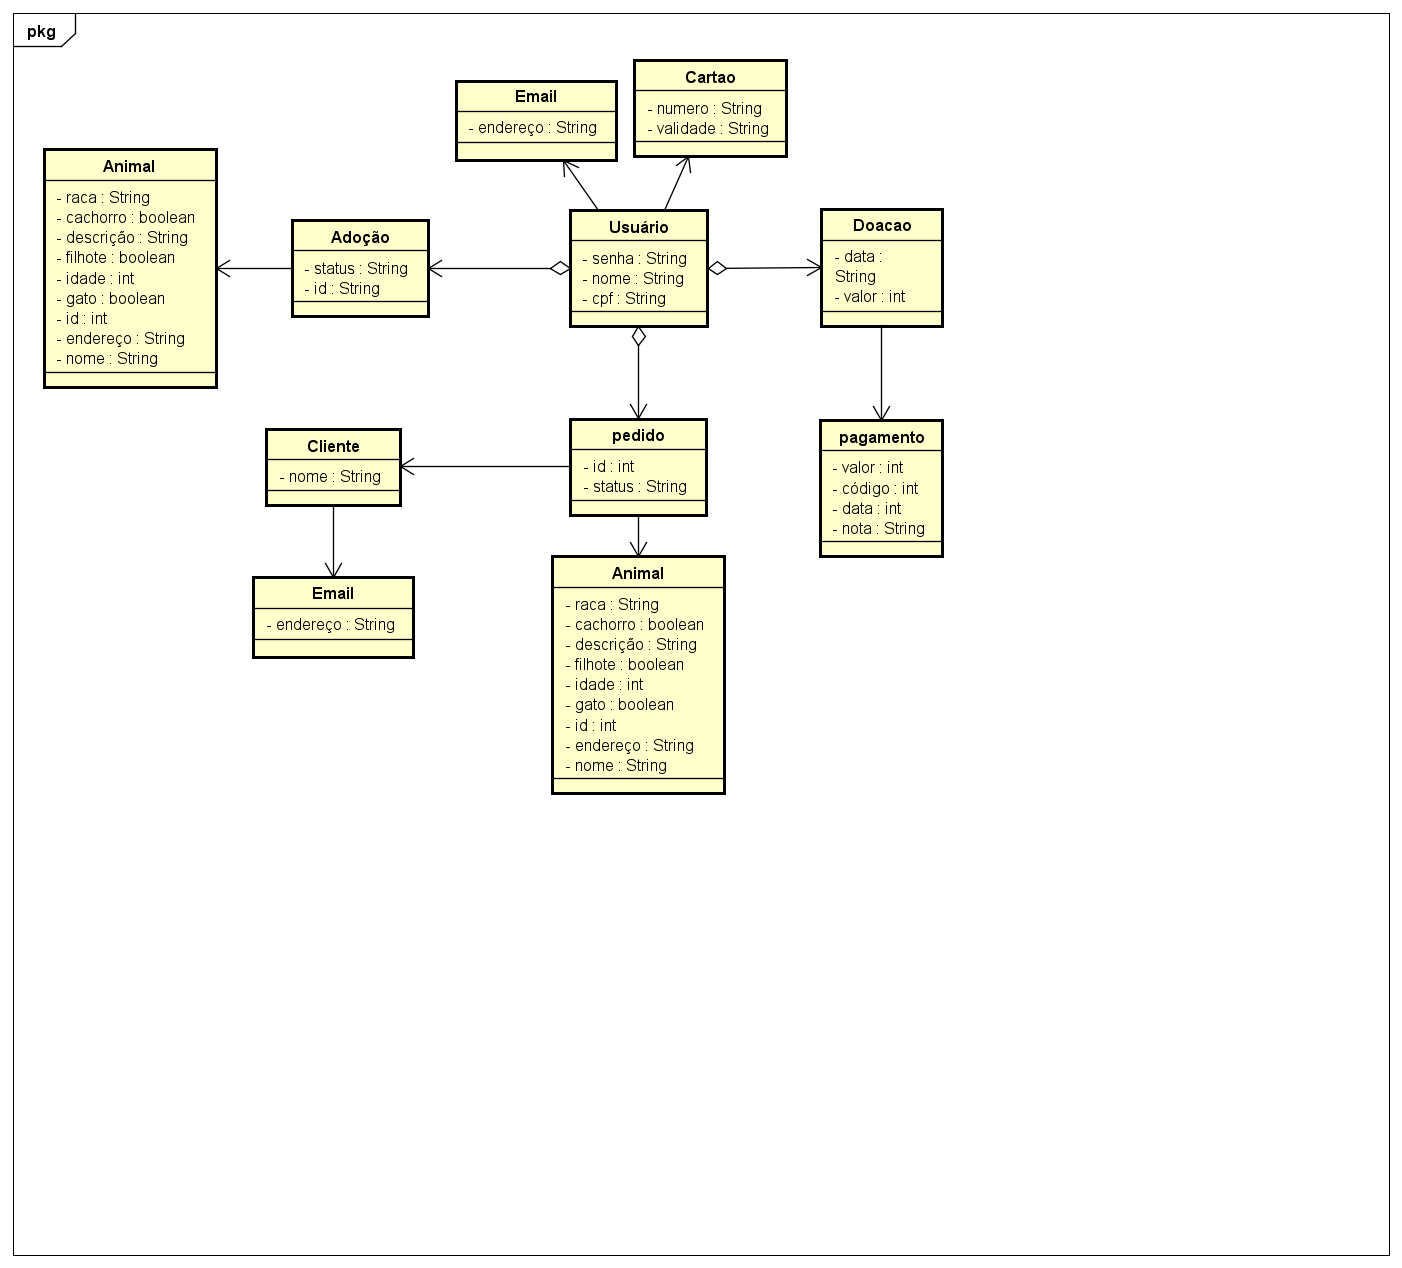 pkg
Cartao
- numero : String
- validade : String
Email
- endereço : String
Animal
- raca : String
- cachorro : boolean
- descrição : String
- filhote : boolean
- idade : int
- gato : boolean
- id : int
- endereço : String
- nome : String
Adoção
- status : String
- id : String
Usuário
- senha : String
- nome : String
- cpf : String
Doacao
- data :
String
- valor : int
Cliente
- nome : String
pedido
- id : int
- status : String
pagamento
- valor : int
- código : int
- data : int
- nota : String
Email
- endereço : String
Animal
- raca : String
- cachorro : boolean
- descrição : String
- filhote : boolean
- idade : int
- gato : boolean
- id : int
- endereço : String
- nome : String